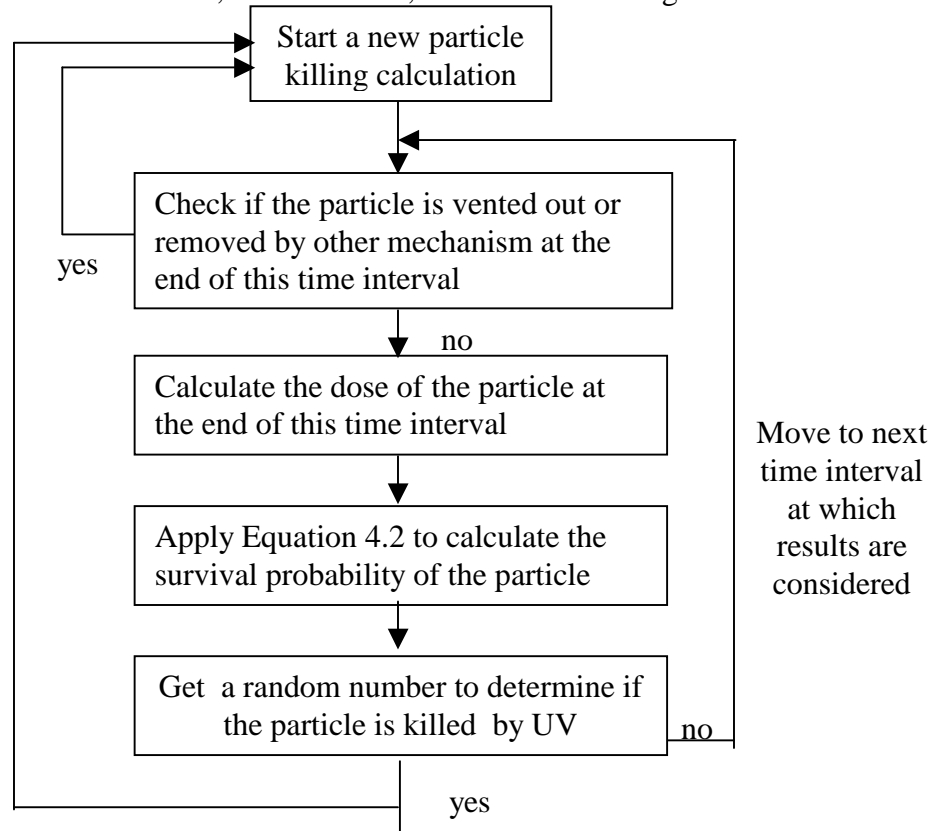 Start a new particle
killing calculation
Check if the particle is vented out or
removed by other mechanism at the
end of this time interval
yes
no
Calculate the dose of the particle at
the end of this time interval
Move to next
time interval
at which
results are
considered
Apply Equation 4.2 to calculate the
survival probability of the particle
Get a random number to determine if
the particle is killed by UV
no
yes